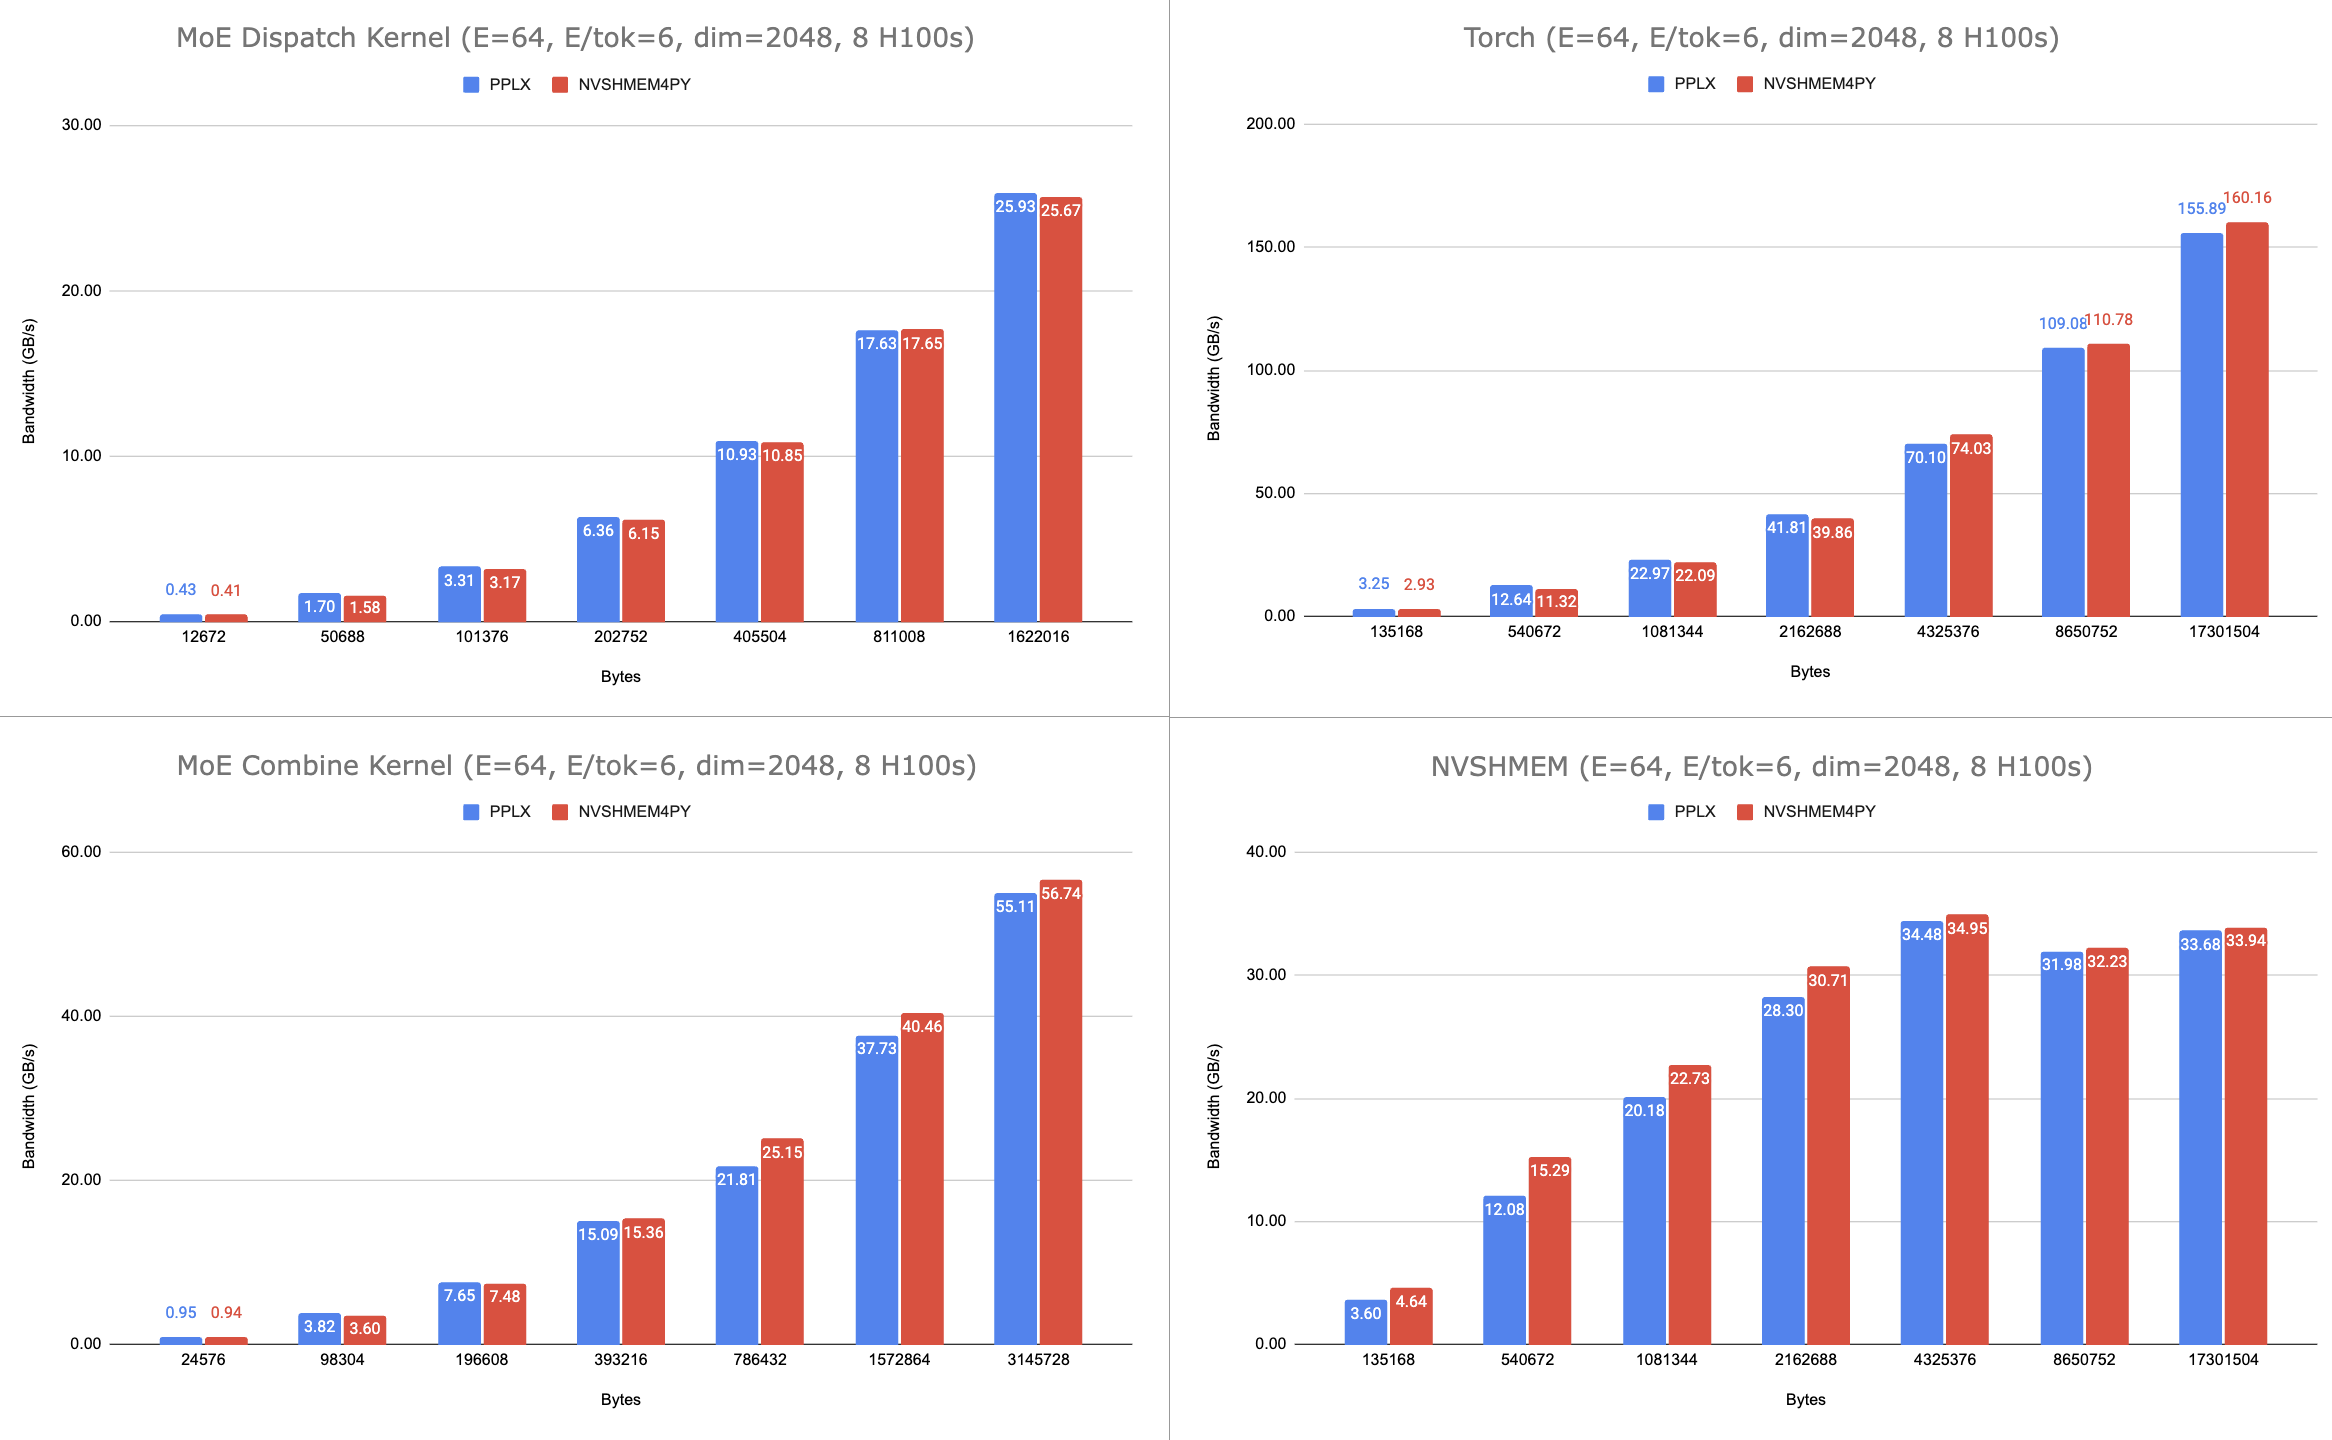 MoE Dispatch Kernel (E=64, E/tok=6, dim=2048, 8 H100s)
PPLX NVSHMEM4PY
30.00
20.00
10.00
0.00
Bandwidth (GB/s)
0.43 0.41
1.70 1.58
3.31 3.17
6.36 6.15
10.93 10.85
17.63 17.65
25.93 25.67
12672 50688 101376 202752 405504 811008 1622016
Bytes
Torch (E=64, E/tok=6, dim=2048, 8 H100s)
PPLX NVSHMEM4PY
200.00
150.00
100.00
50.00
0.00
Bandwidth (GB/s)
3.25 2.93
12.64 11.32
22.97 22.09
41.81 39.86
70.10 74.03
109.08 110.78
155.89 160.16
135168 540672 1081344 2162688 4325376 8650752 17301504
Bytes
MoE Combine Kernel (E=64, E/tok=6, dim=2048, 8 H100s)
PPLX NVSHMEM4PY
60.00
40.00
20.00
0.00
Bandwidth (GB/s)
0.95 0.94
3.82 3.60
7.65 7.48
15.09 15.36
21.81 25.15
37.73 40.46
55.11 56.74
24576 98304 196608 393216 786432 1572864 3145728
Bytes
NVSHMEM (E=64, E/tok=6, dim=2048, 8 H100s)
PPLX NVSHMEM4PY
40.00
30.00
20.00
10.00
0.00
Bandwidth (GB/s)
3.60 4.64
12.08 15.29
20.18 22.73
28.30 30.71
34.48 34.95
31.98 32.23
33.68 33.94
135168 540672 1081344 2162688 4325376 8650752 17301504
Bytes